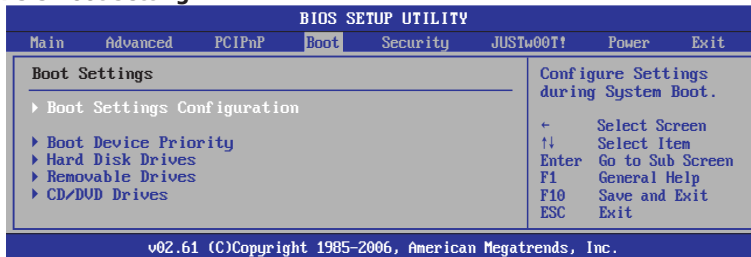 BIOS SETUP UTILITY
Main Advanced PCIPnP Boot Security JUSTw00T! Power Exit
Boot Settings
▸ Boot Settings Configuration
▸ Boot Device Priority
▸ Hard Disk Drives
▸ Removable Drives
▸ CD/DVD Drives
Configure Settings
during System Boot.
← Select Screen
↑↓ Select Item
Enter Go to Sub Screen
F1 General Help
F10 Save and Exit
ESC Exit
v02.61 (C)Copyright 1985-2006, American Megatrends, Inc.